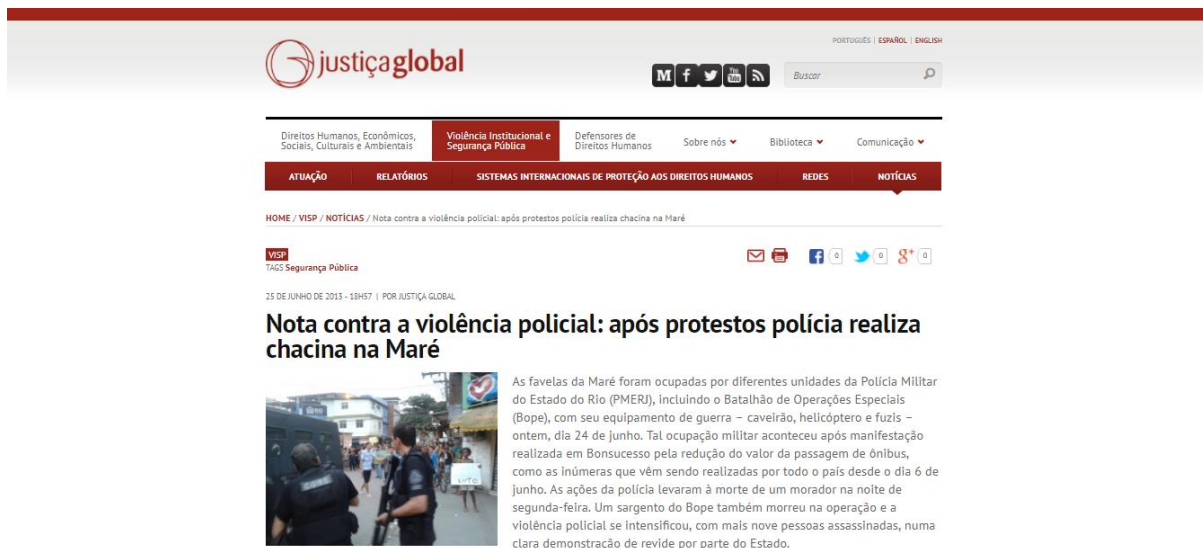 PORTUGUÊS | ESPAÑOL | ENGLISH
justiçaglobal
Buscar
Direitos Humanos, Econômicos,
Sociais, Culturais e Ambientais
Violência Institucional e
Segurança Pública
Defensores de
Direitos Humanos
Sobre nós
Biblioteca
Comunicação
ATUAÇÃO RELATÓRIOS SISTEMAS INTERNACIONAIS DE PROTEÇÃO AOS DIREITOS HUMANOS REDES NOTÍCIAS
HOME / VISP / NOTÍCIAS / Nota contra a violência policial: após protestos polícia realiza chacina na Maré
VISP
TAGS Segurança Pública
0 0 0
25 DE JUNHO DE 2013 - 18H57 | POR JUSTIÇA GLOBAL
Nota contra a violência policial: após protestos polícia realiza
chacina na Maré
As favelas da Maré foram ocupadas por diferentes unidades da Polícia Militar
do Estado do Rio (PMERJ), incluindo o Batalhão de Operações Especiais
(Bope), com seu equipamento de guerra – caveirão, helicóptero e fuzis –
ontem, dia 24 de junho. Tal ocupação militar aconteceu após manifestação
realizada em Bonsucesso pela redução do valor da passagem de ônibus,
como as inúmeras que vêm sendo realizadas por todo o país desde o dia 6 de
junho. As ações da polícia levaram à morte de um morador na noite de
segunda-feira. Um sargento do Bope também morreu na operação e a
violência policial se intensificou, com mais nove pessoas assassinadas, numa
clara demonstração de revide por parte do Estado.
LUTO